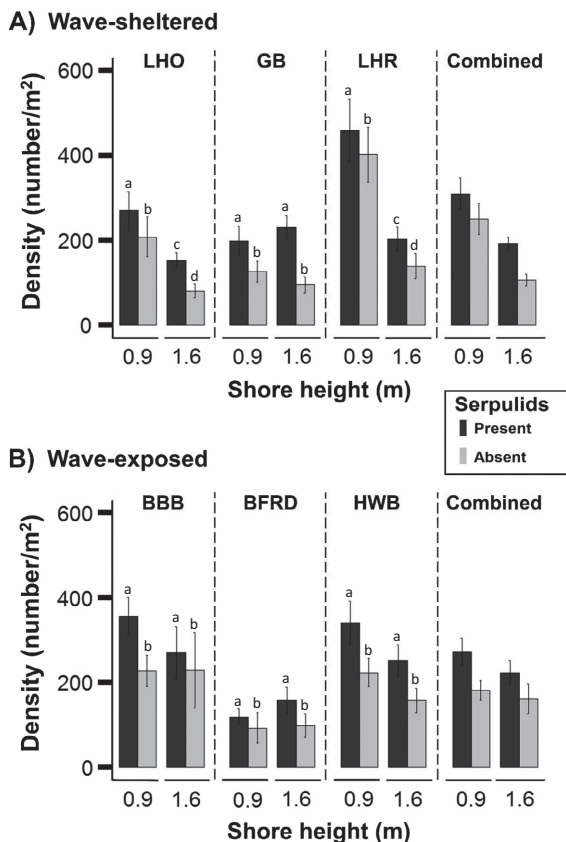 A) Wave-sheltered
LHO GB LHR Combined
600
400
200
0
Density (number/m²)
a b c d a b a b a b c d
0.9 1.6 0.9 1.6 0.9 1.6 0.9 1.6
Shore height (m)
Serpulids
Present
Absent
B) Wave-exposed
BBB BFRD HWB Combined
600
400
200
0
Density (number/m²)
a b a b a b a b a b a b
0.9 1.6 0.9 1.6 0.9 1.6 0.9 1.6
Shore height (m)